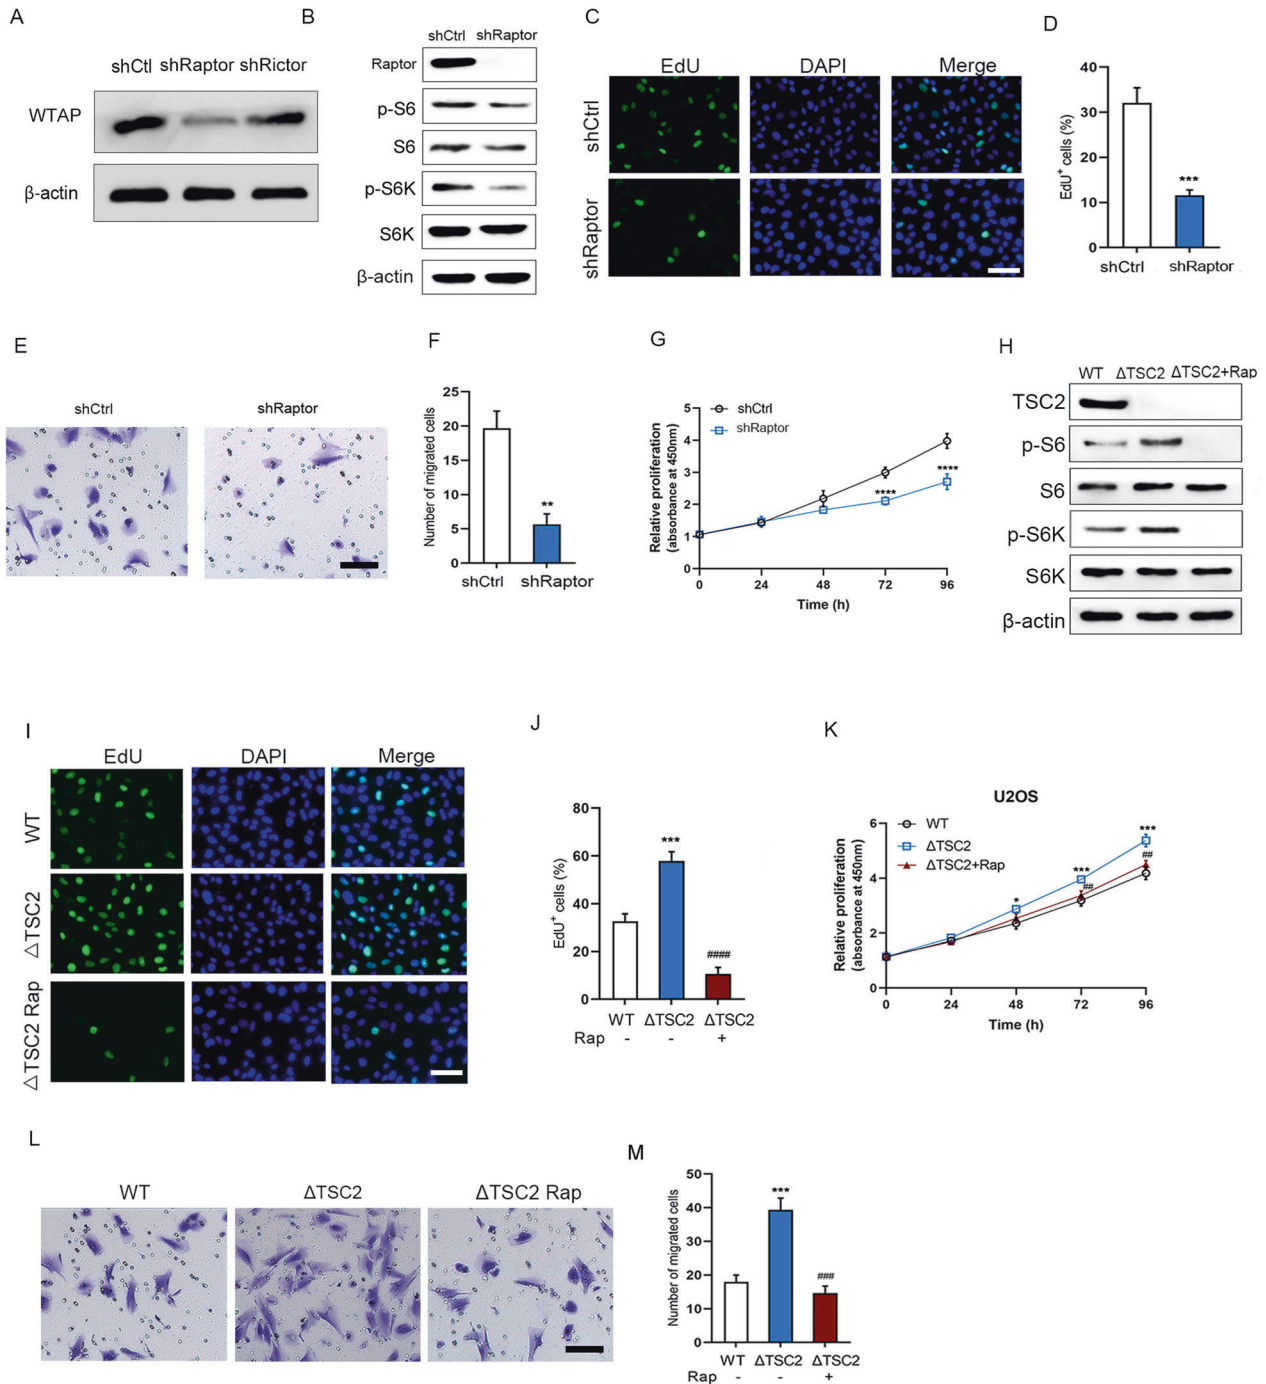 A
shCtl shRaptor shRictor
WTAP
β-actin
B
shCtrl shRaptor
Raptor
p-S6
S6
p-S6K
S6K
β-actin
C
EdU DAPI Merge
shCtrl
shRaptor
D
EdU+ cells (%)
40
30
20
10
0
***
shCtrl shRaptor
E
shCtrl shRaptor
F
Number of migrated cells
25
20
15
10
5
0
**
shCtrl shRaptor
G
Relative proliferation
(absorbance at 450nm)
5
4
3
2
1
0
shCtrl
shRaptor
****
****
0 24 48 72 96
Time (h)
H
WT ΔTSC2 ΔTSC2+Rap
TSC2
p-S6
S6
p-S6K
S6K
β-actin
I
EdU DAPI Merge
WT
△TSC2
△TSC2 Rap
J
EdU+ cells (%)
80
60
40
20
0
***
####
WT ΔTSC2 ΔTSC2
Rap - - +
K
U2OS
Relative proliferation
(absorbance at 450nm)
6
4
2
0
WT
ΔTSC2
ΔTSC2+Rap
*
***
##
***
##
0 24 48 72 96
Time (h)
L
WT ΔTSC2 ΔTSC2 Rap
M
Number of migrated cells
50
40
30
20
10
0
***
###
WT ΔTSC2 ΔTSC2
Rap - - +